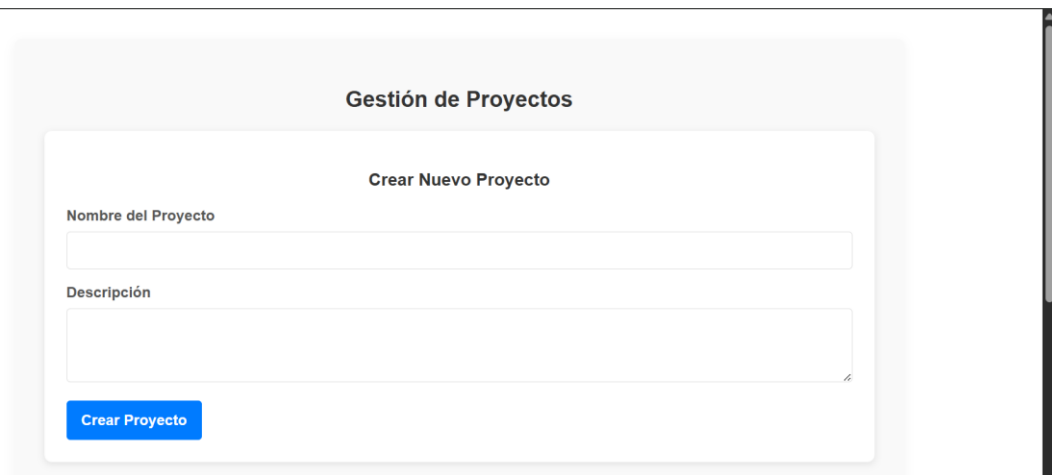 Gestión de Proyectos
Crear Nuevo Proyecto
Nombre del Proyecto
Descripción
Crear Proyecto